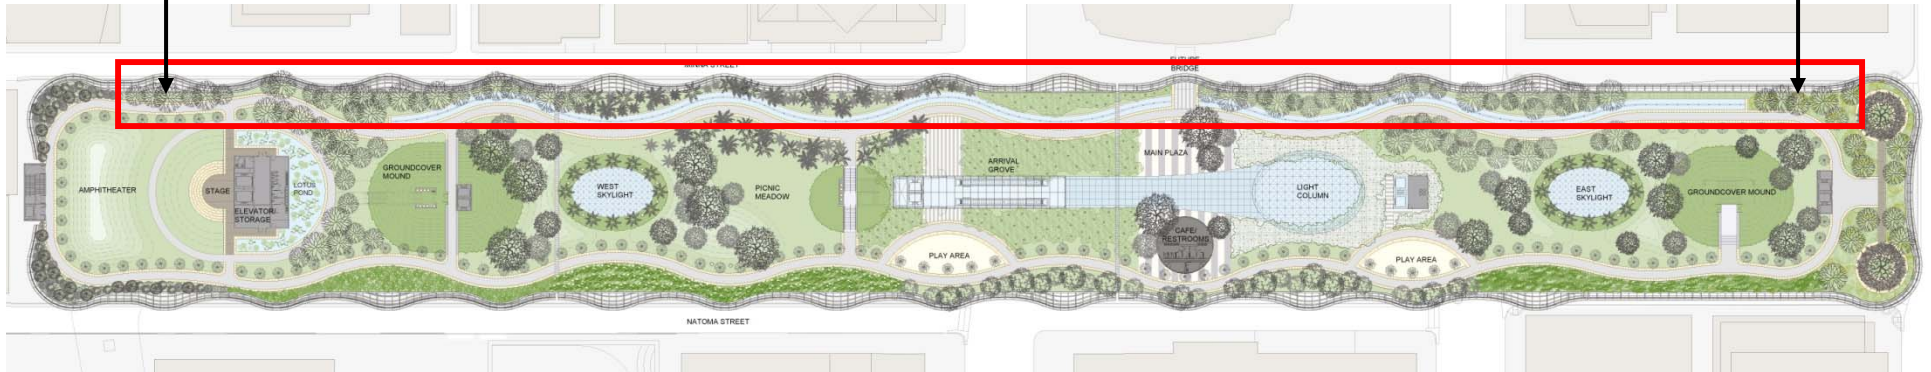 MINNA STREET
FUTURE
BRIDGE
AMPHITHEATER
STAGE
ELEVATOR/
STORAGE
LOTUS
POND
GROUNDCOVER
MOUND
WEST
SKYLIGHT
PICNIC
MEADOW
ARRIVAL
GROVE
MAIN PLAZA
LIGHT
COLUMN
EAST
SKYLIGHT
GROUNDCOVER MOUND
PLAY AREA
CAFE/
RESTROOMS
PLAY AREA
NATOMA STREET